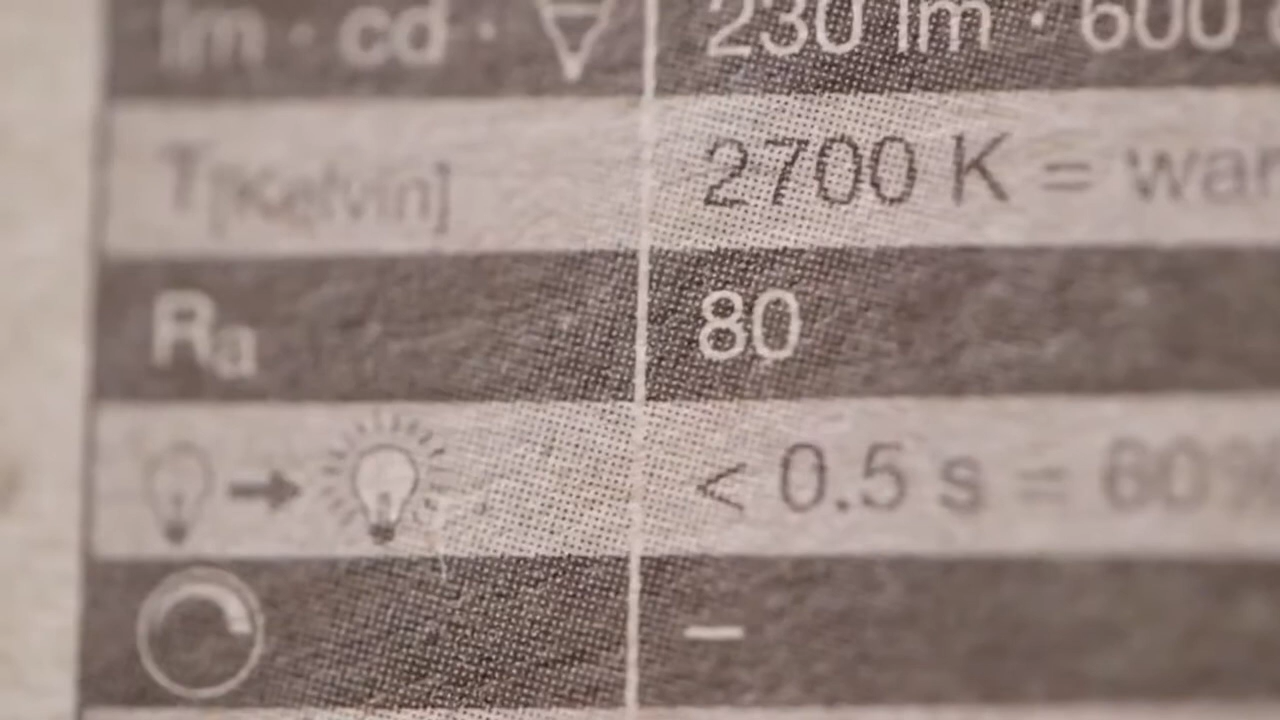 lm · cd · 230 lm · 600
T[Kelvin] 2700 K = war
Ra 80
< 0.5 s = 60%
–